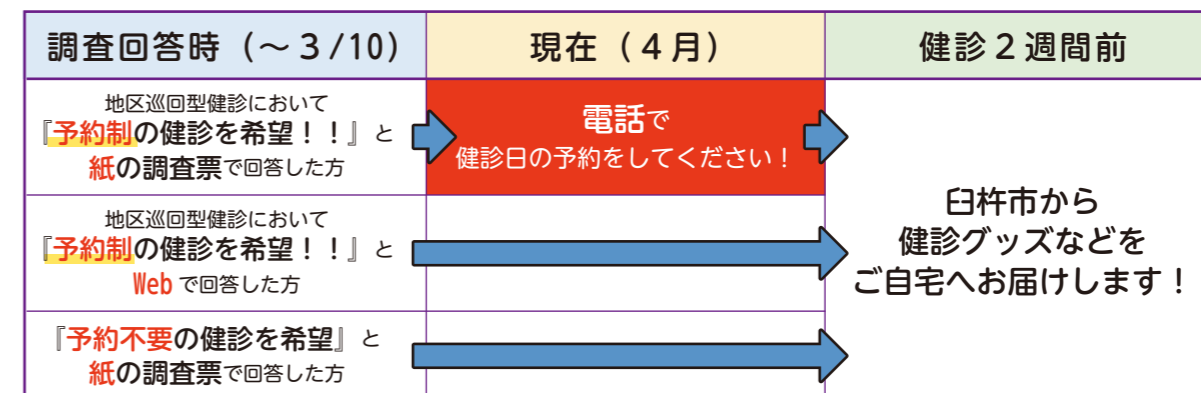 調査回答時(～3/10)
現在(4月)
健診2週間前
地区巡回型健診において
『予約制の健診を希望！！』と
紙の調査票で回答した方
電話で
健診日の予約をしてください！
地区巡回型健診において
『予約制の健診を希望！！』と
Webで回答した方
『予約不要の健診を希望』と
紙の調査票で回答した方
臼杵市から
健診グッズなどを
ご自宅へお届けします！